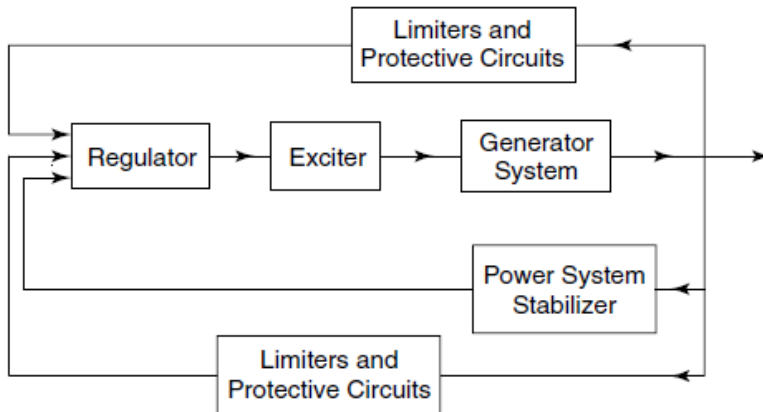 Limiters and
Protective Circuits
Regulator
Exciter
Generator
System
Power System
Stabilizer
Limiters and
Protective Circuits